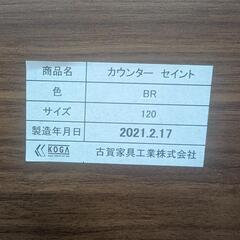 商品名 カウンター セイント
色 BR
サイズ 120
製造年月日 2021.2.17
KOGA 古賀家具工業株式会社